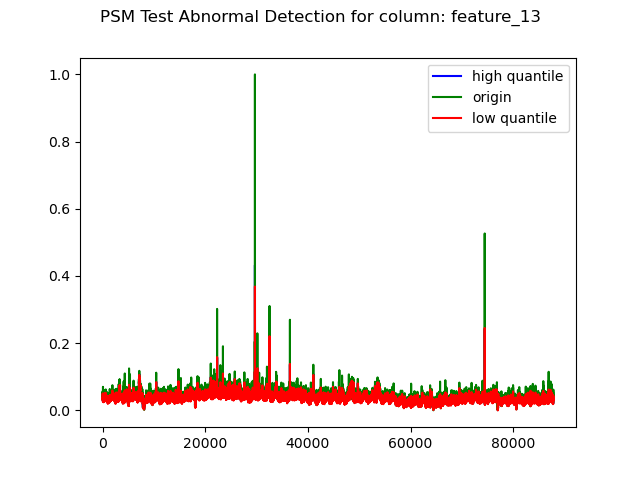 PSM Test Abnormal Detection for column: feature_13
high quantile
origin
low quantile
1.0
0.8
0.6
0.4
0.2
0.0
0 20000 40000 60000 80000